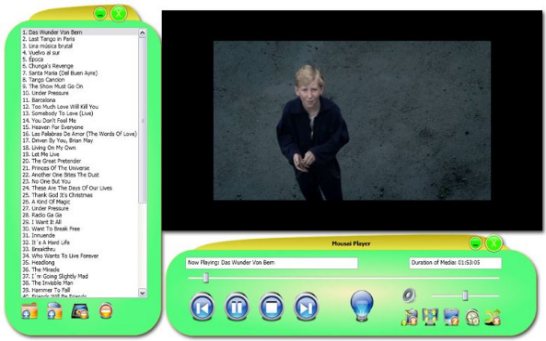 1. Das Wunder Von Bern
2. Last Tango in Paris
3. Una música brutal
4. Vuelvo al sur
5. Época
6. Chunga's Revenge
7. Santa Maria (Del Buen Ayre)
8. Tango Cancion
9. The Show Must Go On
10. Under Pressure
11. Barcelona
12. Too Much Love Will Kill You
13. Somebody To Love (Live)
14. You Don't Feel Me
15. Heaven For Everyone
16. Las Palabras De Amor (The Words Of Love)
17. Driven By You, Brian May
18. Living On My Own
19. Let Me Live
20. The Great Pretender
21. Princes Of The Universe
22. Another One Bites The Dust
23. No One But You
24. These Are The Days Of Our Lives
25. Thank God It's Christmas
26. A Kind Of Magic
27. Under Pressure
28. Radio Ga Ga
29. I Want It All
30. Want To Break Free
31. Innuende
32. It´s A Hard Life
33. Breakthru
34. Who Wants To Live Forever
35. Headlong
36. The Miracle
37. I´m Going Slightly Mad
38. The Invisible Man
39. Hammer To Fall
40. Friends Will Be Friends
Mousai Player
Now Playing: Das Wunder Von Bern
Duration of Media: 01:53:05